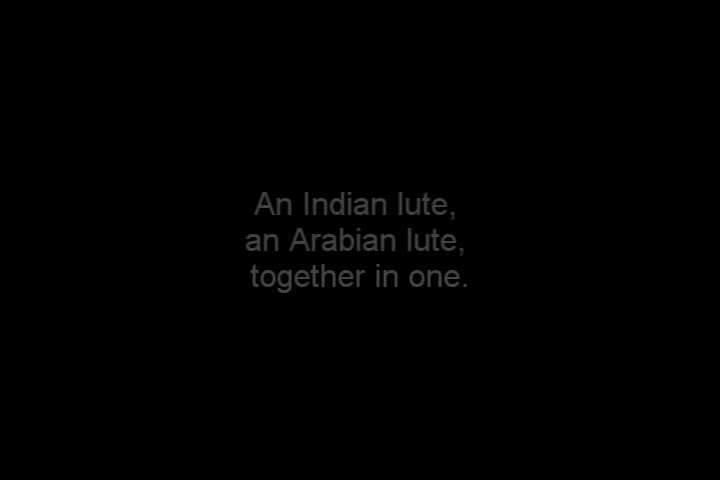 An Indian lute,
an Arabian lute,
together in one.